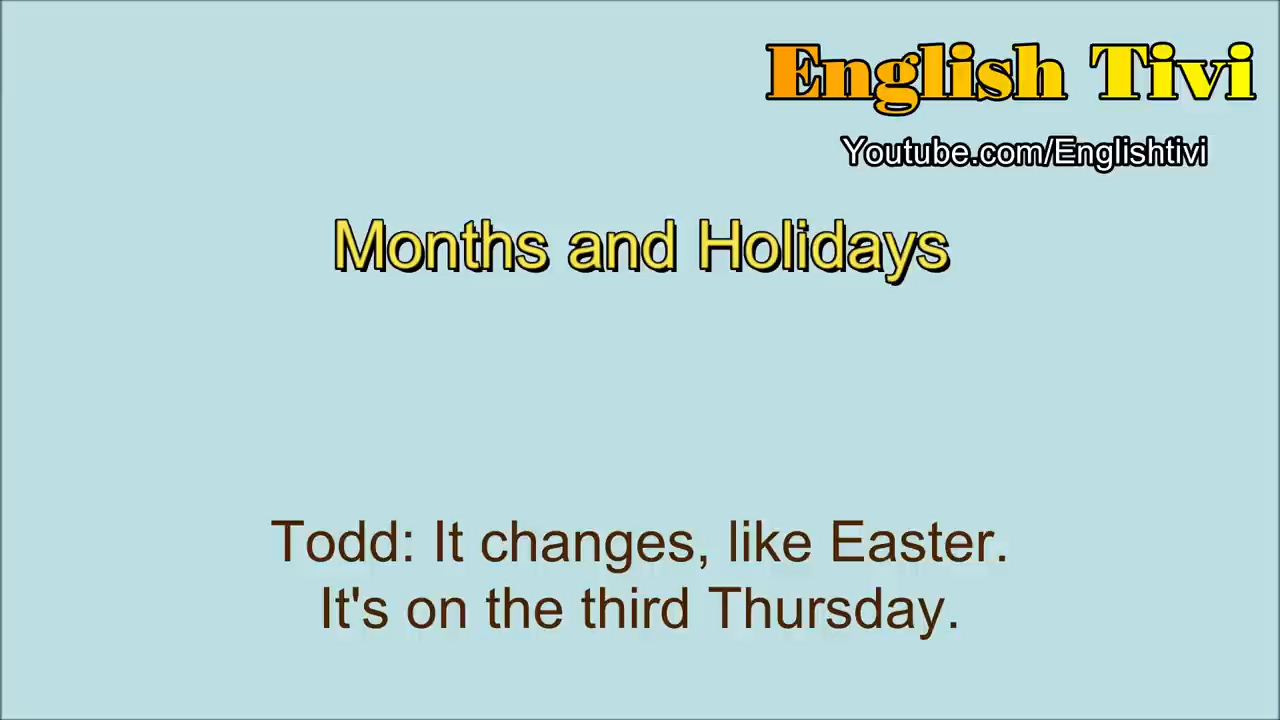 English Tivi
Youtube.com/Englishtivi
Months and Holidays
Todd: It changes, like Easter.
It's on the third Thursday.